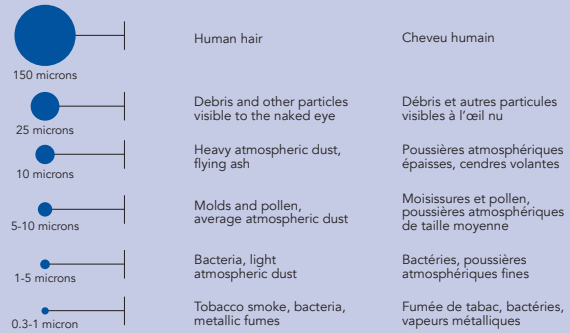 Human hair
Cheveu humain
150 microns
Debris and other particles
visible to the naked eye
Débris et autres particules
visibles à l'œil nu
25 microns
Heavy atmospheric dust,
flying ash
Poussières atmosphériques
épaisses, cendres volantes
10 microns
Molds and pollen,
average atmospheric dust
Moisissures et pollen,
poussières atmosphériques
de taille moyenne
5-10 microns
Bacteria, light
atmospheric dust
Bactéries, poussières
atmosphériques fines
1-5 microns
Tobacco smoke, bacteria,
metallic fumes
Fumée de tabac, bactéries,
vapeurs métalliques
0.3-1 micron